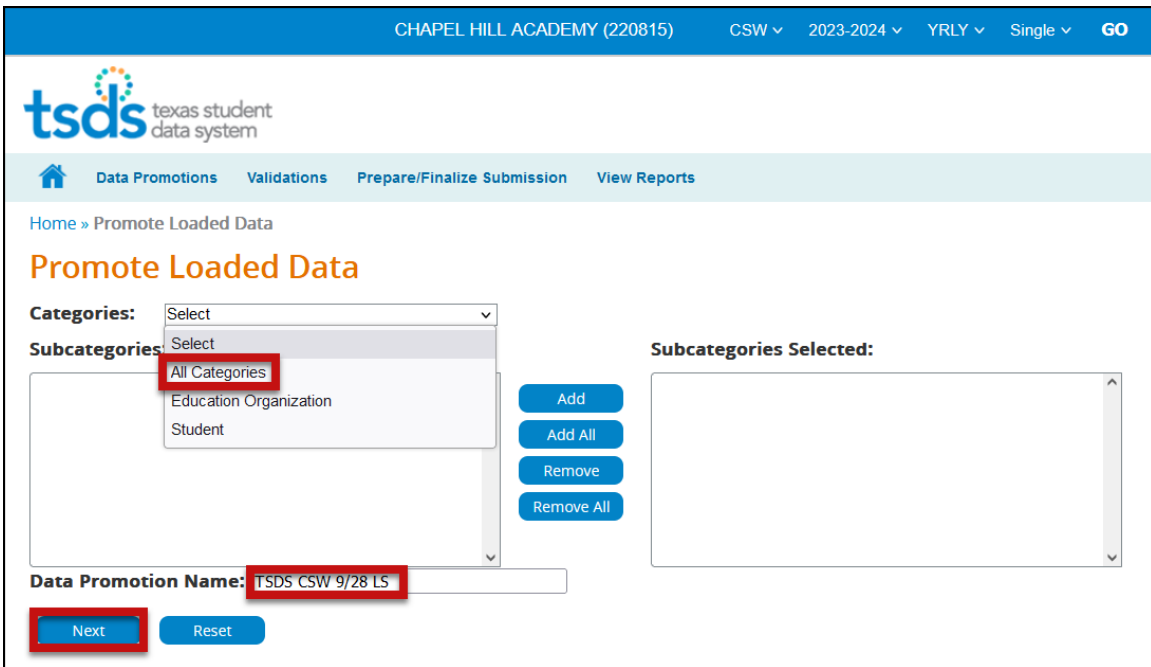 CHAPEL HILL ACADEMY (220815) CSW 2023-2024 YRLY Single GO
tsds texas student
data system
Data Promotions Validations Prepare/Finalize Submission View Reports
Home » Promote Loaded Data
Promote Loaded Data
Categories: Select
Subcategories: Select Subcategories Selected:
All Categories
Education Organization Add
Student Add All
Remove
Remove All
Data Promotion Name: TSDS CSW 9/28 LS
Next Reset